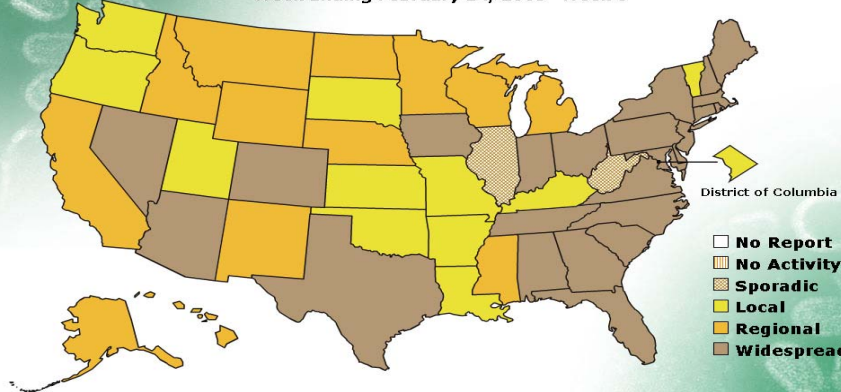 District of Columbia
No Report
No Activity
Sporadic
Local
Regional
Widespread